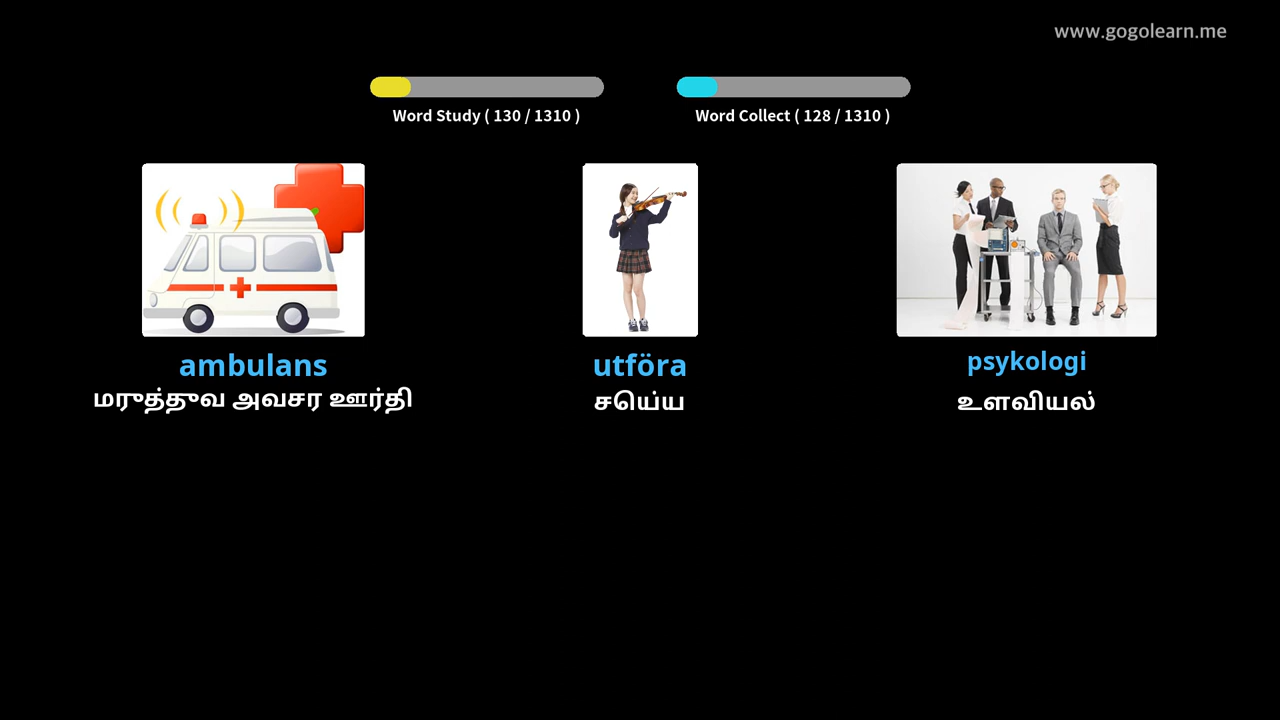 www.gogolearn.me
Word Study ( 130 / 1310 )
Word Collect ( 128 / 1310 )
ambulans
மருத்துவ அவசர ஊர்தி
utföra
செய்ய
psykologi
உளவியல்